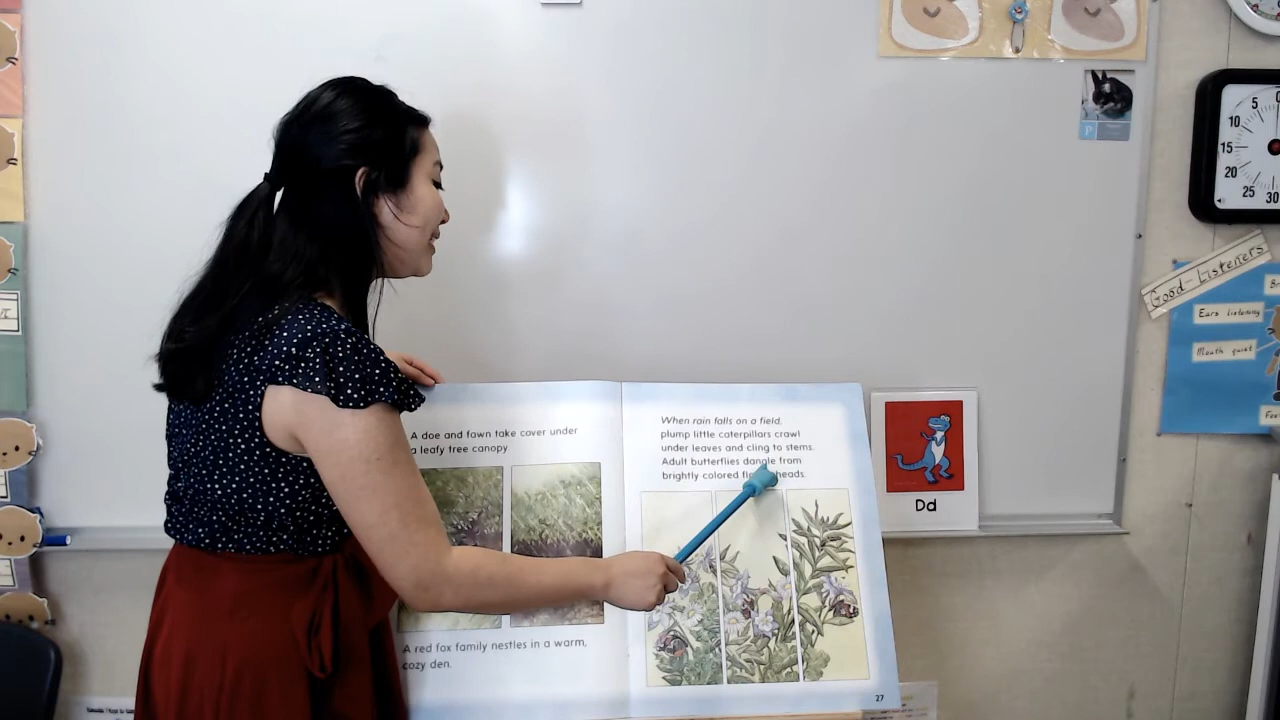 A doe and fawn take cover under
a leafy tree canopy
A red fox family nestles in a warm,
cozy den.
When rain falls on a field,
plump little caterpillars crawl
under leaves and cling to stems.
Adult butterflies dangle from
brightly colored heads.
27
Dd
P
5 0
10
15
20
25
30
Good-Listeners
Ears listening
Mouth quiet